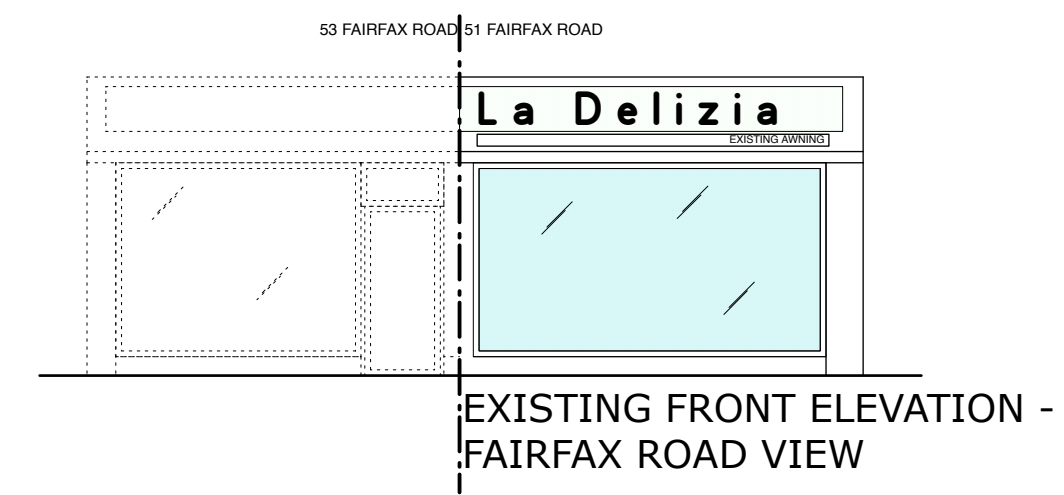 53 FAIRFAX ROAD 51 FAIRFAX ROAD
La Delizia
EXISTING AWNING
EXISTING FRONT ELEVATION -
FAIRFAX ROAD VIEW